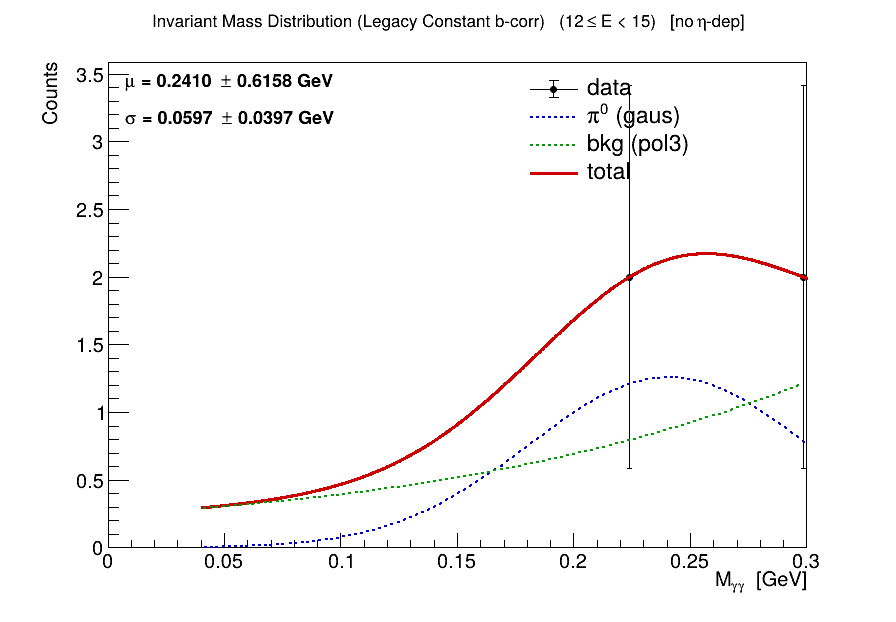 Invariant Mass Distribution (Legacy Constant b-corr) (12 ≤ E < 15) [no η-dep]
Counts
μ = 0.2410 ± 0.6158 GeV
σ = 0.0597 ± 0.0397 GeV
data
π⁰ (gaus)
bkg (pol3)
total
3.5
3
2.5
2
1.5
1
0.5
0
0 0.05 0.1 0.15 0.2 0.25 0.3
Mγγ [GeV]